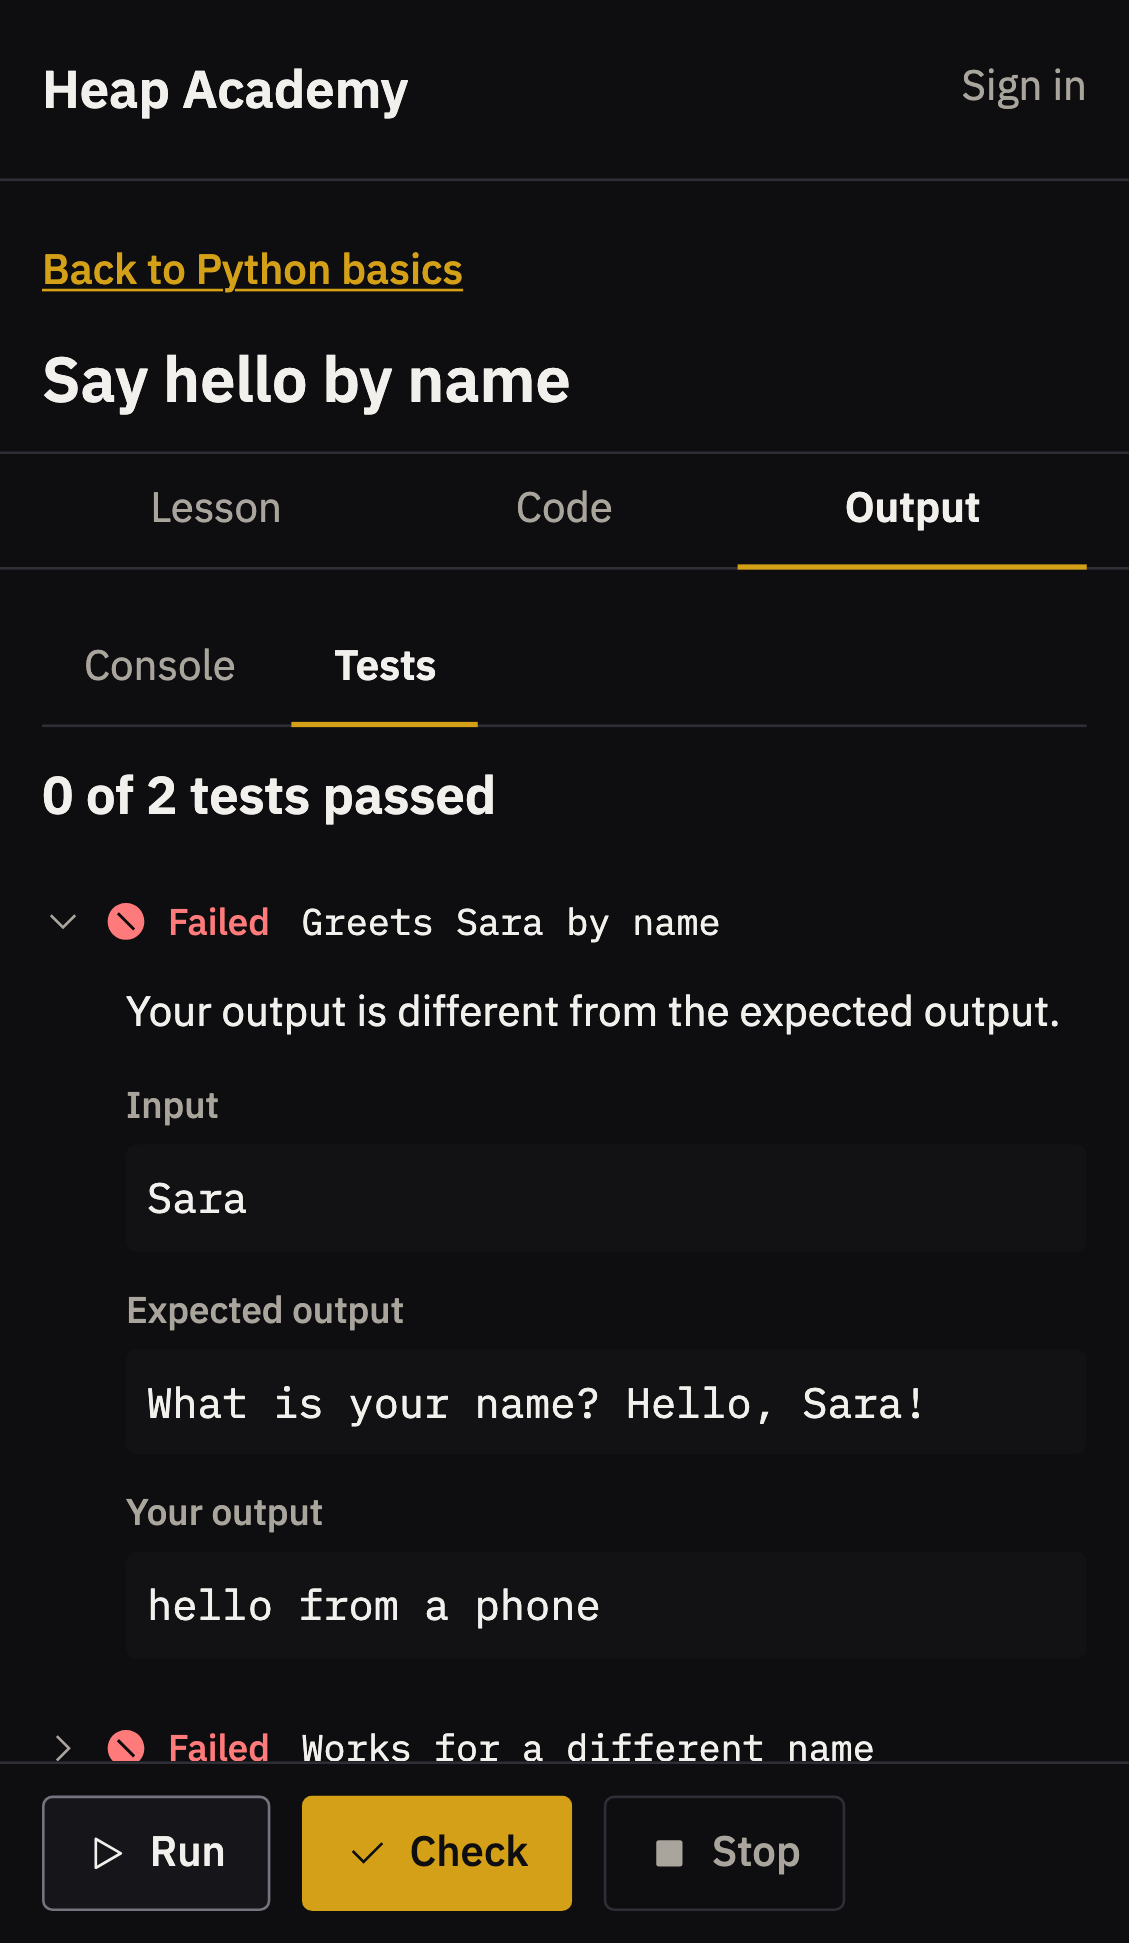 Heap Academy
Sign in
Back to Python basics
Say hello by name
Lesson
Code
Output
Console
Tests
0 of 2 tests passed
Failed Greets Sara by name
Your output is different from the expected output.
Input
Sara
Expected output
What is your name? Hello, Sara!
Your output
hello from a phone
Failed Works for a different name
Run
Check
Stop